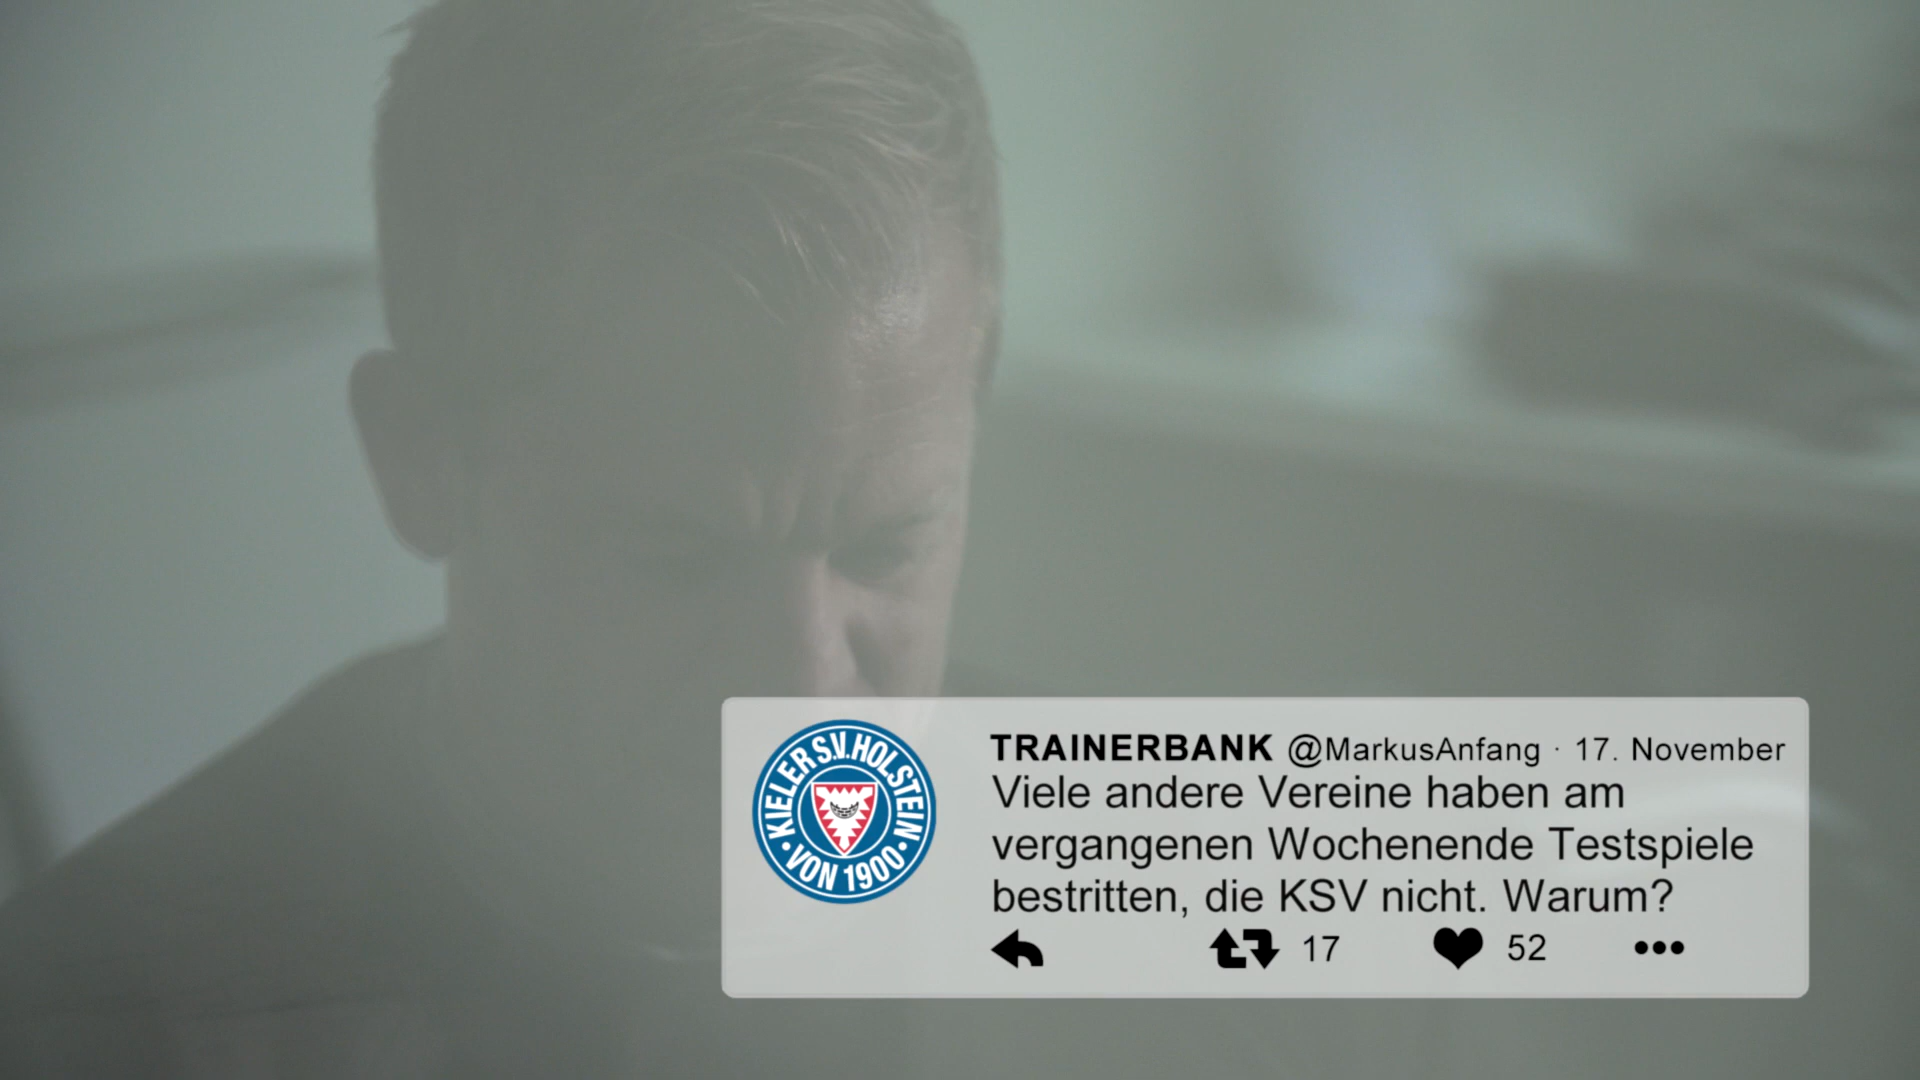 KIELER S.V. HOLSTEIN
• VON 1900 •
TRAINERBANK @MarkusAnfang · 17. November
Viele andere Vereine haben am
vergangenen Wochenende Testspiele
bestritten, die KSV nicht. Warum?
17 52